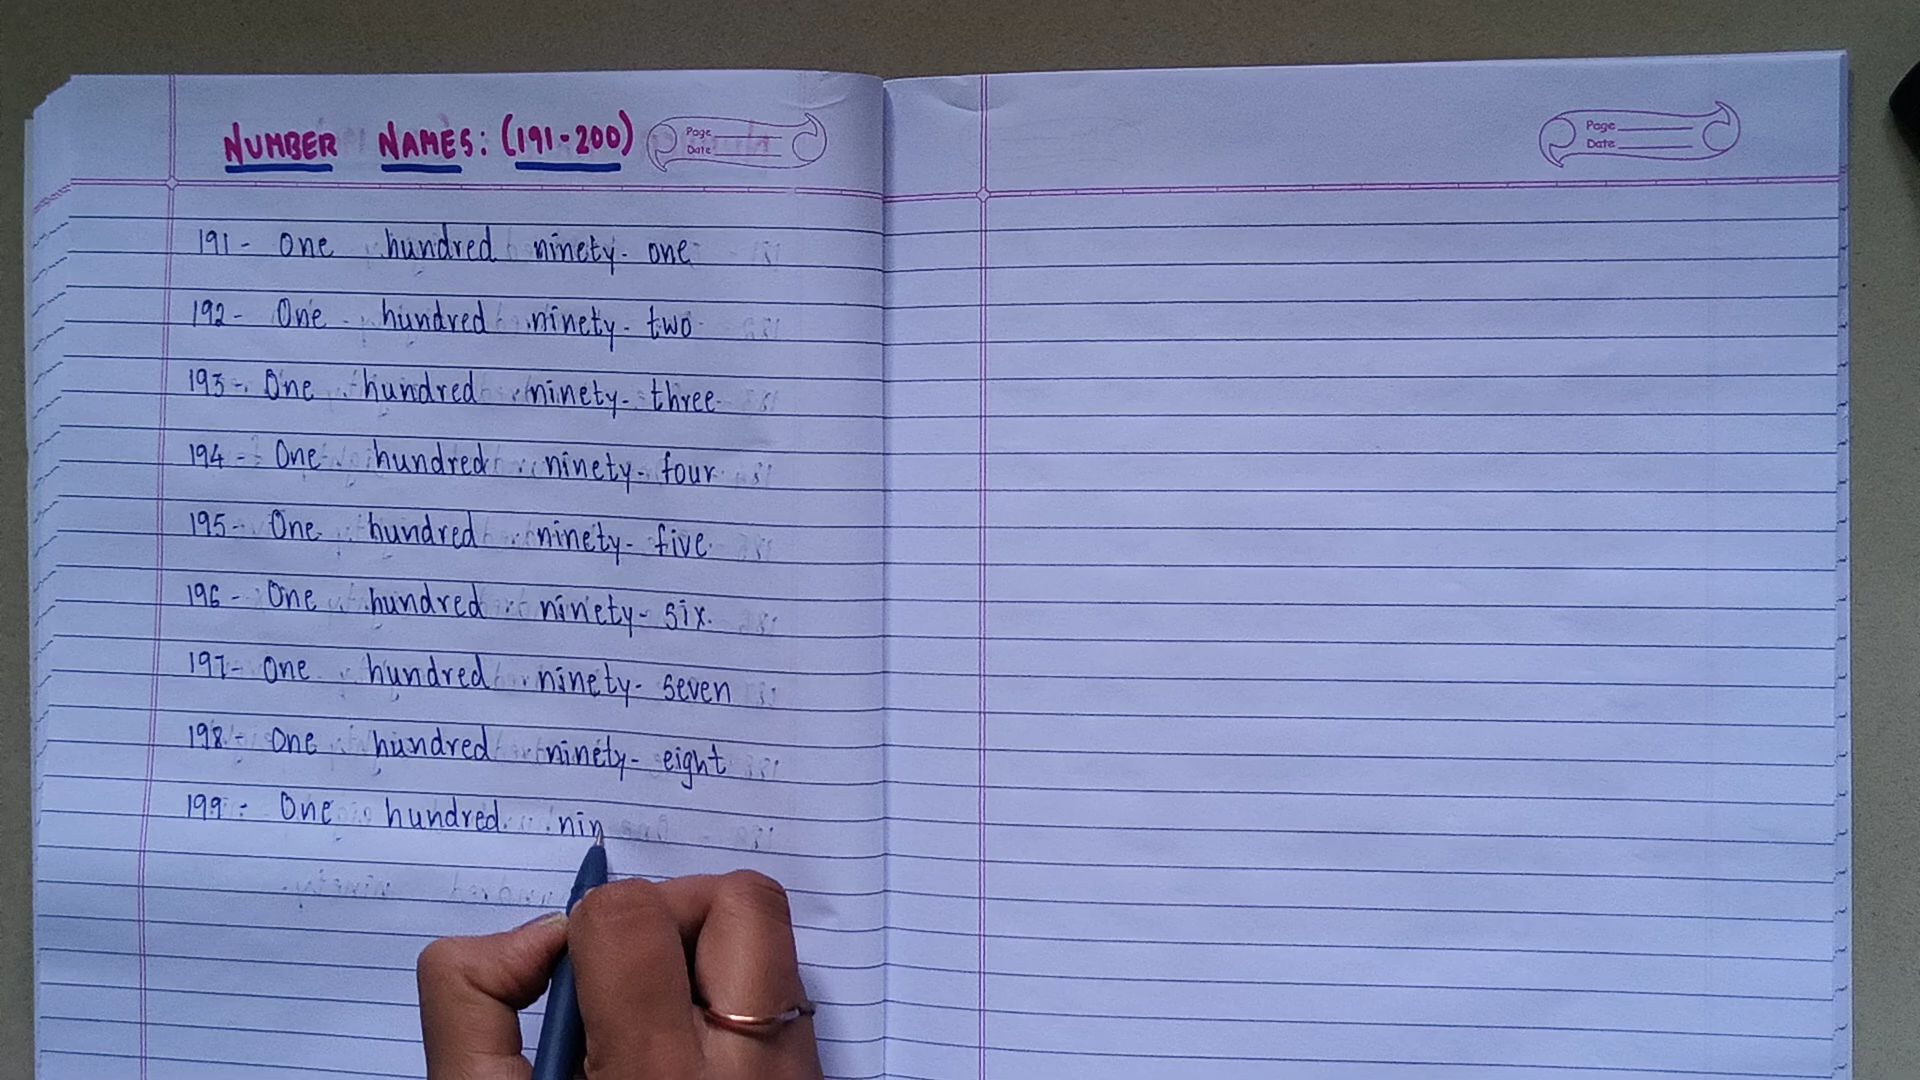 NUMBER NAMES: (191-200)
Page
Date
Page
Date
191- One hundred ninety-one
192- One hundred ninety-two
193- One hundred ninety-three
194- One hundred ninety-four
195- One hundred ninety-five
196- One hundred ninety-six
197- One hundred ninety-seven
198- One hundred ninety-eight
199- One hundred nin